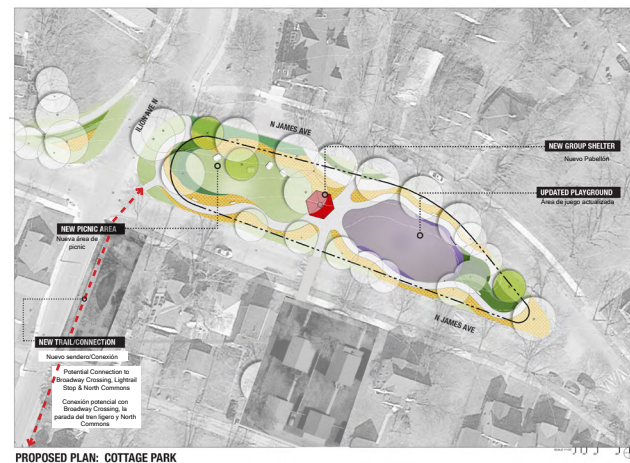 ILION AVE N
N JAMES AVE
NEW GROUP SHELTER
Nuevo Pabellón
UPDATED PLAYGROUND
Área de juego actualizada
NEW PICNIC AREA
Nueva área de
picnic
N JAMES AVE
NEW TRAIL/CONNECTION
Nuevo sendero/Conexión
Potential Connection to
Broadway Crossing, Lightrail
Stop & North Commons
Conexión potencial con
Broadway Crossing, la
parada del tren ligero y North
Commons
PROPOSED PLAN: COTTAGE PARK